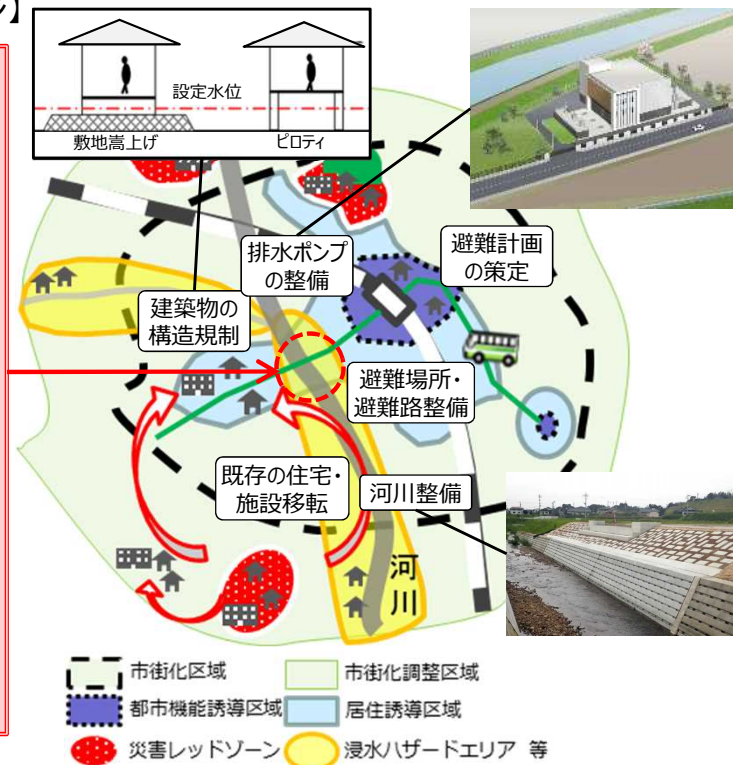 】
設定水位
敷地嵩上げ
ピロティ
排水ポンプ
の整備
避難計画
の策定
建築物の
構造規制
避難場所・
避難路整備
既存の住宅・
施設移転
河川整備
河川
市街化区域
市街化調整区域
都市機能誘導区域
居住誘導区域
災害レッドゾーン
浸水ハザードエリア 等